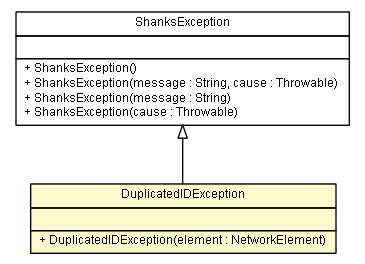 ShanksException
+ ShanksException()
+ ShanksException(message : String, cause : Throwable)
+ ShanksException(message : String)
+ ShanksException(cause : Throwable)
DuplicatedIDException
+ DuplicatedIDException(element : NetworkElement)